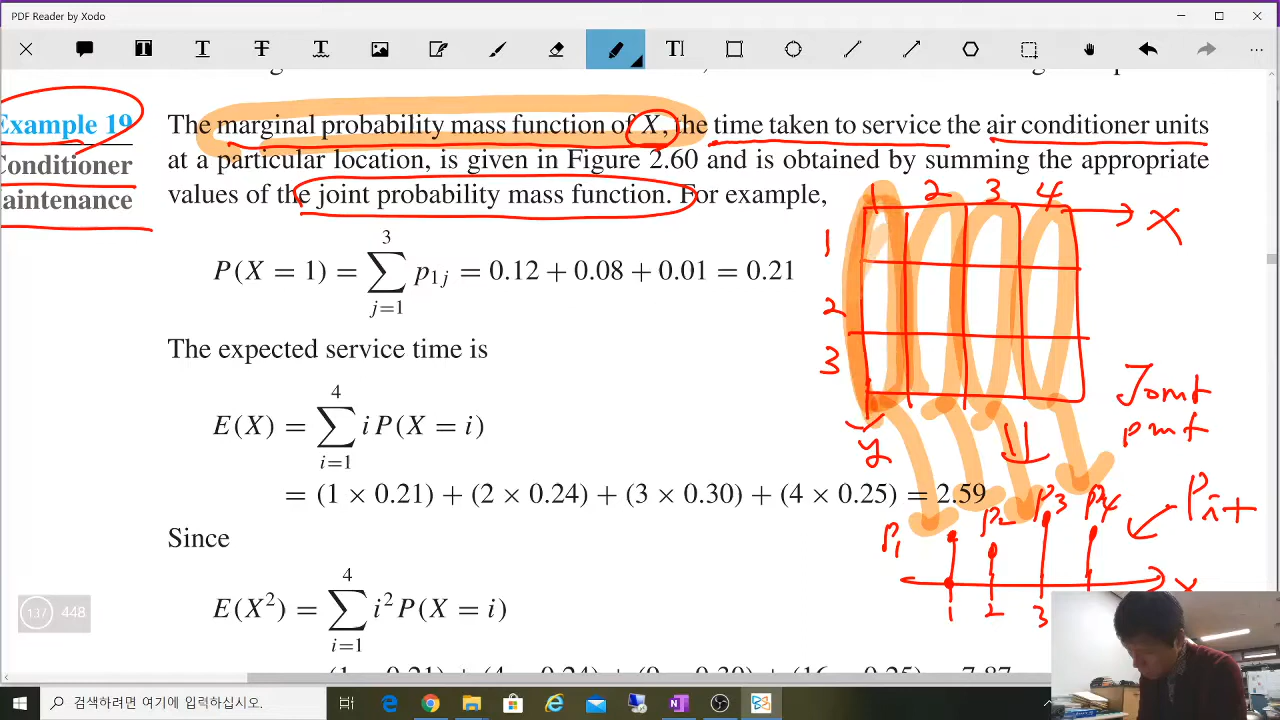 PDF Reader by Xodo
Example 19
Conditioner
aintenance
The marginal probability mass function of X, the time taken to service the air conditioner units
at a particular location, is given in Figure 2.60 and is obtained by summing the appropriate
values of the joint probability mass function. For example,
P(X = 1) = ∑_{j=1}^{3} p_{1j} = 0.12 + 0.08 + 0.01 = 0.21
The expected service time is
E(X) = ∑_{i=1}^{4} i P(X = i)
= (1 × 0.21) + (2 × 0.24) + (3 × 0.30) + (4 × 0.25) = 2.59
Since
E(X²) = ∑_{i=1}^{4} i² P(X = i)
1 2 3 4 X
1
2
3
y
Joint
pmf
P1 P2 P3 P4
Pi+
1 2 3
X
137 448
검색하려면 여기에 입력하십시오.